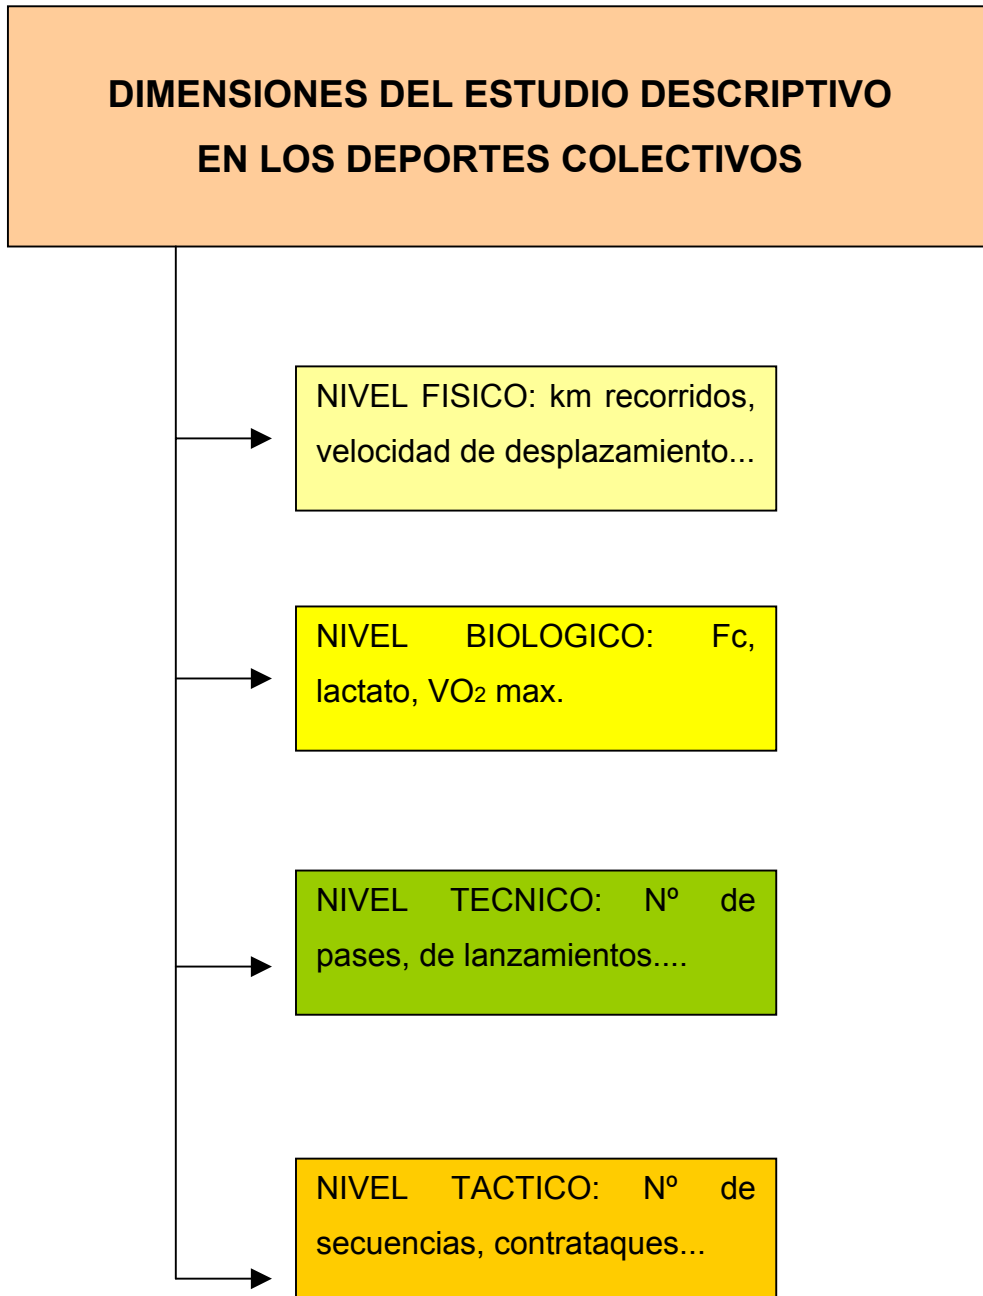 DIMENSIONES DEL ESTUDIO DESCRIPTIVO
EN LOS DEPORTES COLECTIVOS
NIVEL FISICO: km recorridos,
velocidad de desplazamiento...
NIVEL BIOLOGICO: Fc,
lactato, VO₂ max.
NIVEL TECNICO: Nº de
pases, de lanzamientos....
NIVEL TACTICO: Nº de
secuencias, contrataques...